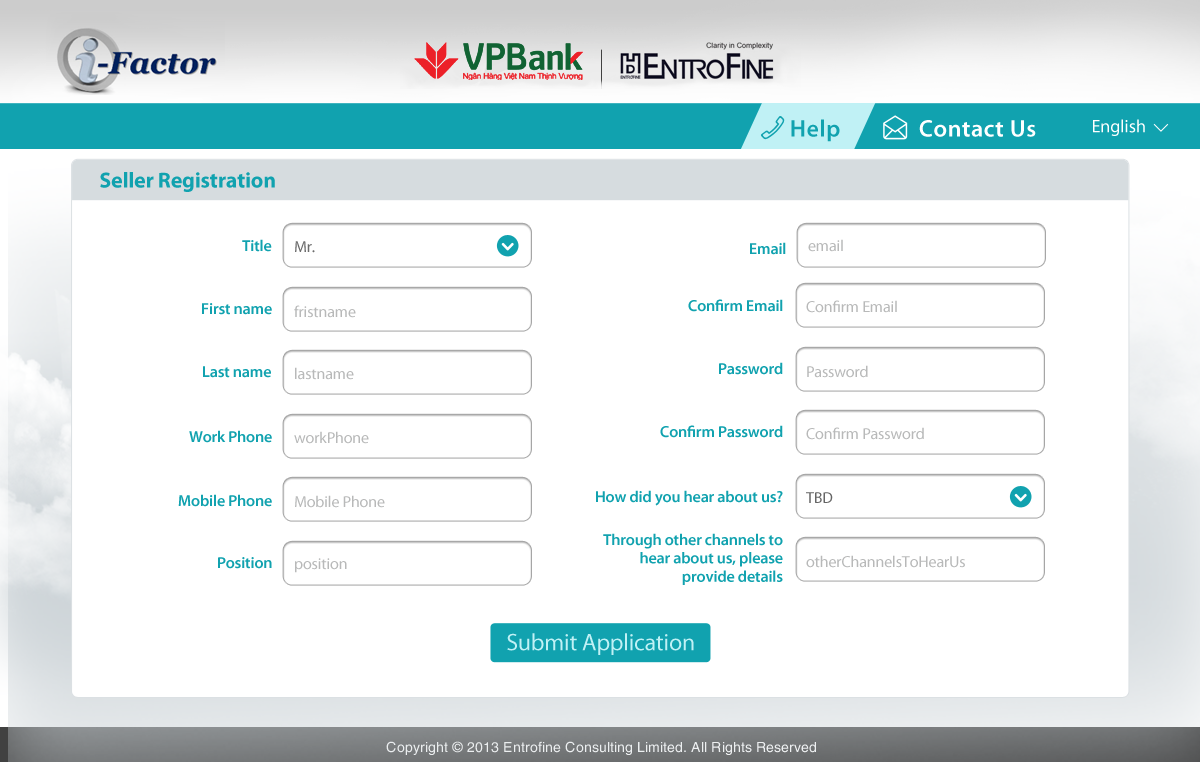 i-Factor
VPBank
Ngân Hàng Việt Nam Thịnh Vượng
Clarity in Complexity
ENTROFINE
Help
Contact Us
English
Seller Registration
Title
Mr.
First name
fristname
Last name
lastname
Work Phone
workPhone
Mobile Phone
Mobile Phone
Position
position
Email
email
Confirm Email
Confirm Email
Password
Password
Confirm Password
Confirm Password
How did you hear about us?
TBD
Through other channels to
hear about us, please
provide details
otherChannelsToHearUs
Submit Application
Copyright © 2013 Entrofine Consulting Limited. All Rights Reserved